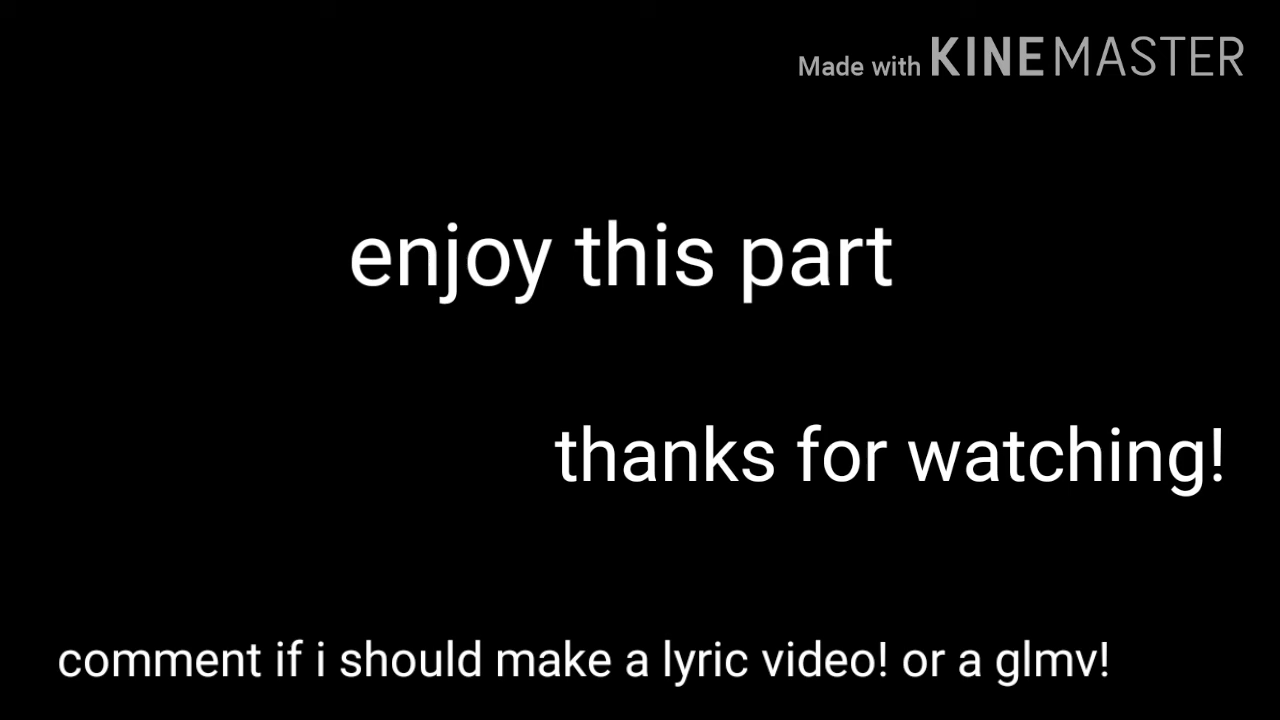 Made with KINEMASTER
enjoy this part
thanks for watching!
comment if i should make a lyric video! or a glmv!